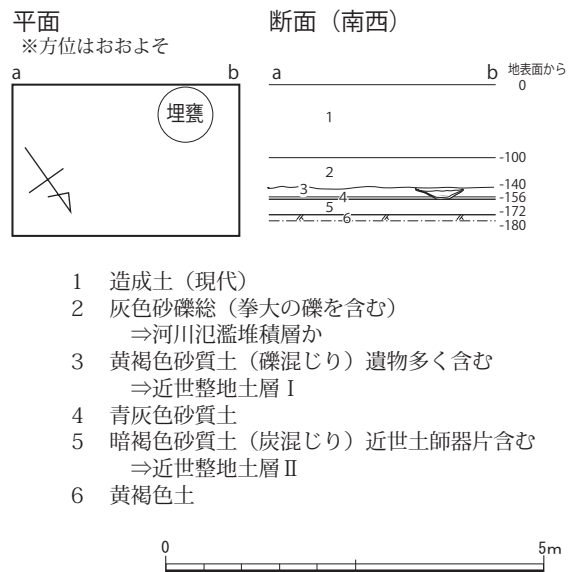 平面
※方位はおおよそ
a b
埋甕
断面（南西）
a b
地表面から
0
1
-100
2
-140
3
4
-156
5
-172
6
-180
1 造成土（現代）
2 灰色砂礫総（拳大の礫を含む）
⇒河川氾濫堆積層か
3 黄褐色砂質土（礫混じり）遺物多く含む
⇒近世整地土層Ⅰ
4 青灰色砂質土
5 暗褐色砂質土（炭混じり）近世土師器片含む
⇒近世整地土層Ⅱ
6 黄褐色土
0 5m